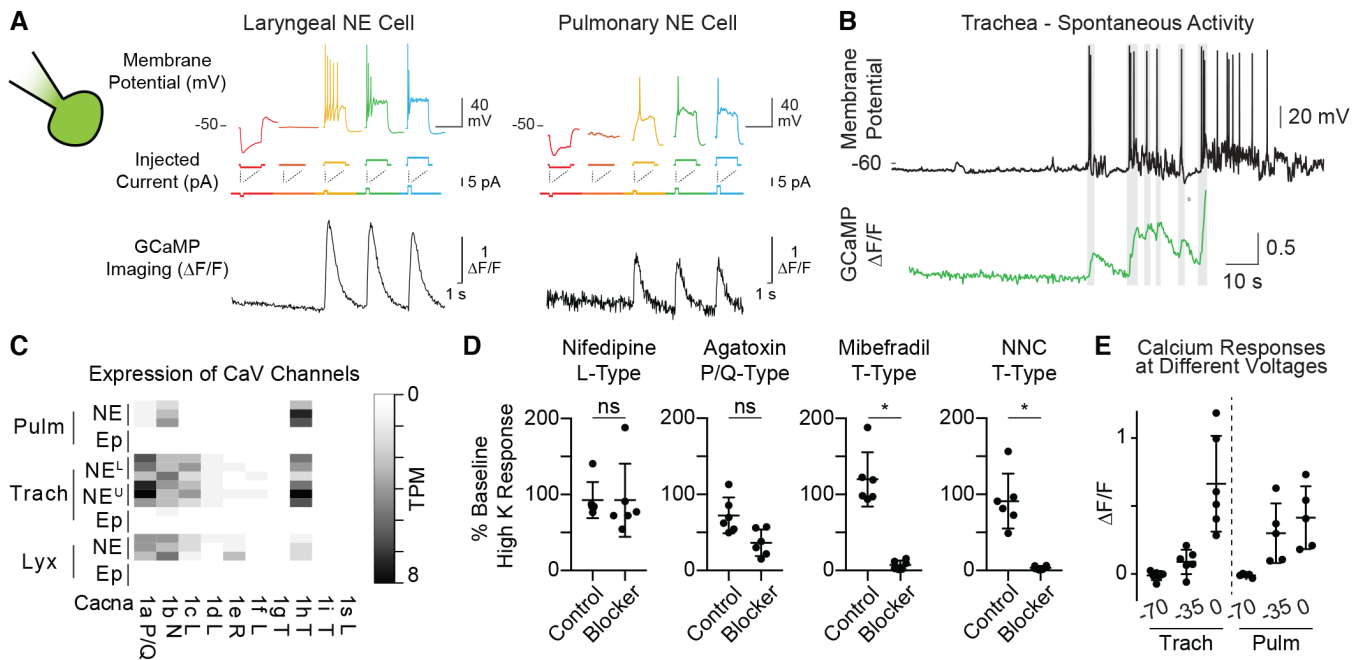 A
Laryngeal NE Cell
Pulmonary NE Cell
Membrane
Potential (mV)
-50
40
mV
-50
40
mV
Injected
Current (pA)
5 pA
5 pA
GCaMP
Imaging (ΔF/F)
1
ΔF/F
1 s
1
ΔF/F
1 s
B
Trachea - Spontaneous Activity
Membrane
Potential
-60
20 mV
GCaMP
ΔF/F
0.5
10 s
C
Expression of CaV Channels
Pulm
NE
Ep
Trach
NEᴸ
NEᵁ
Ep
Lyx
NE
Ep
Cacna
1a P/Q
1b N
1c L
1d L
1e R
1f L
1g T
1h T
1i T
1s L
0
TPM
8
D
Nifedipine
L-Type
Agatoxin
P/Q-Type
Mibefradil
T-Type
NNC
T-Type
% Baseline
High K Response
200
100
0
ns
Control
Blocker
200
100
0
ns
Control
Blocker
200
100
0
*
Control
Blocker
200
100
0
*
Control
Blocker
E
Calcium Responses
at Different Voltages
ΔF/F
1
0
-70
-35
0
-70
-35
0
Trach
Pulm